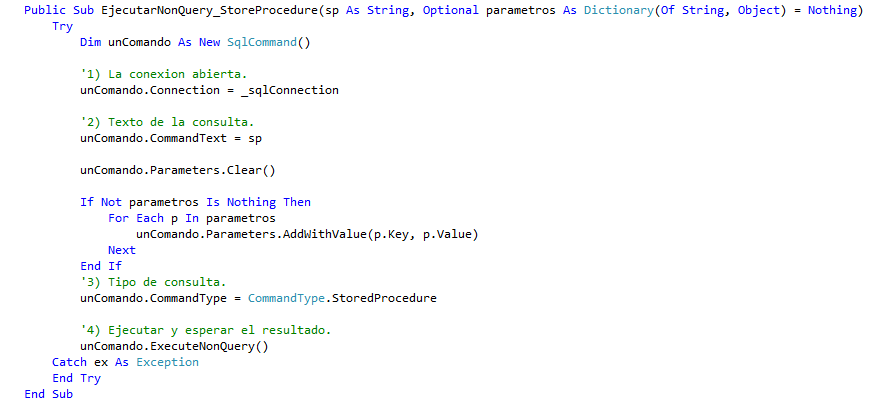 Public Sub EjecutarNonQuery_StoreProcedure(sp As String, Optional parametros As Dictionary(Of String, Object) = Nothing)
Try
Dim unComando As New SqlCommand()
'1) La conexion abierta.
unComando.Connection = _sqlConnection
'2) Texto de la consulta.
unComando.CommandText = sp
unComando.Parameters.Clear()
If Not parametros Is Nothing Then
For Each p In parametros
unComando.Parameters.AddWithValue(p.Key, p.Value)
Next
End If
'3) Tipo de consulta.
unComando.CommandType = CommandType.StoredProcedure
'4) Ejecutar y esperar el resultado.
unComando.ExecuteNonQuery()
Catch ex As Exception
End Try
End Sub